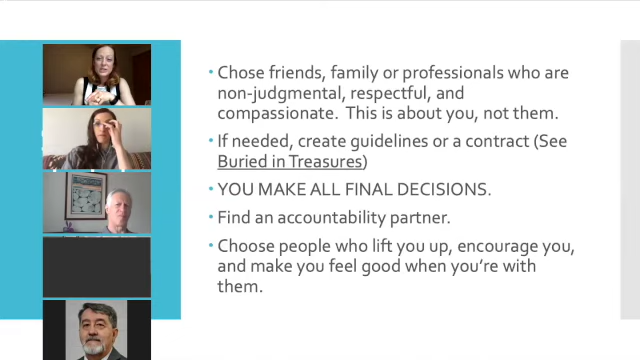 • Chose friends, family or professionals who are
non-judgmental, respectful, and
compassionate.  This is about you, not them.
• If needed, create guidelines or a contract (See
Buried in Treasures)
• YOU MAKE ALL FINAL DECISIONS.
• Find an accountability partner.
• Choose people who lift you up, encourage you,
and make you feel good when you're with
them.